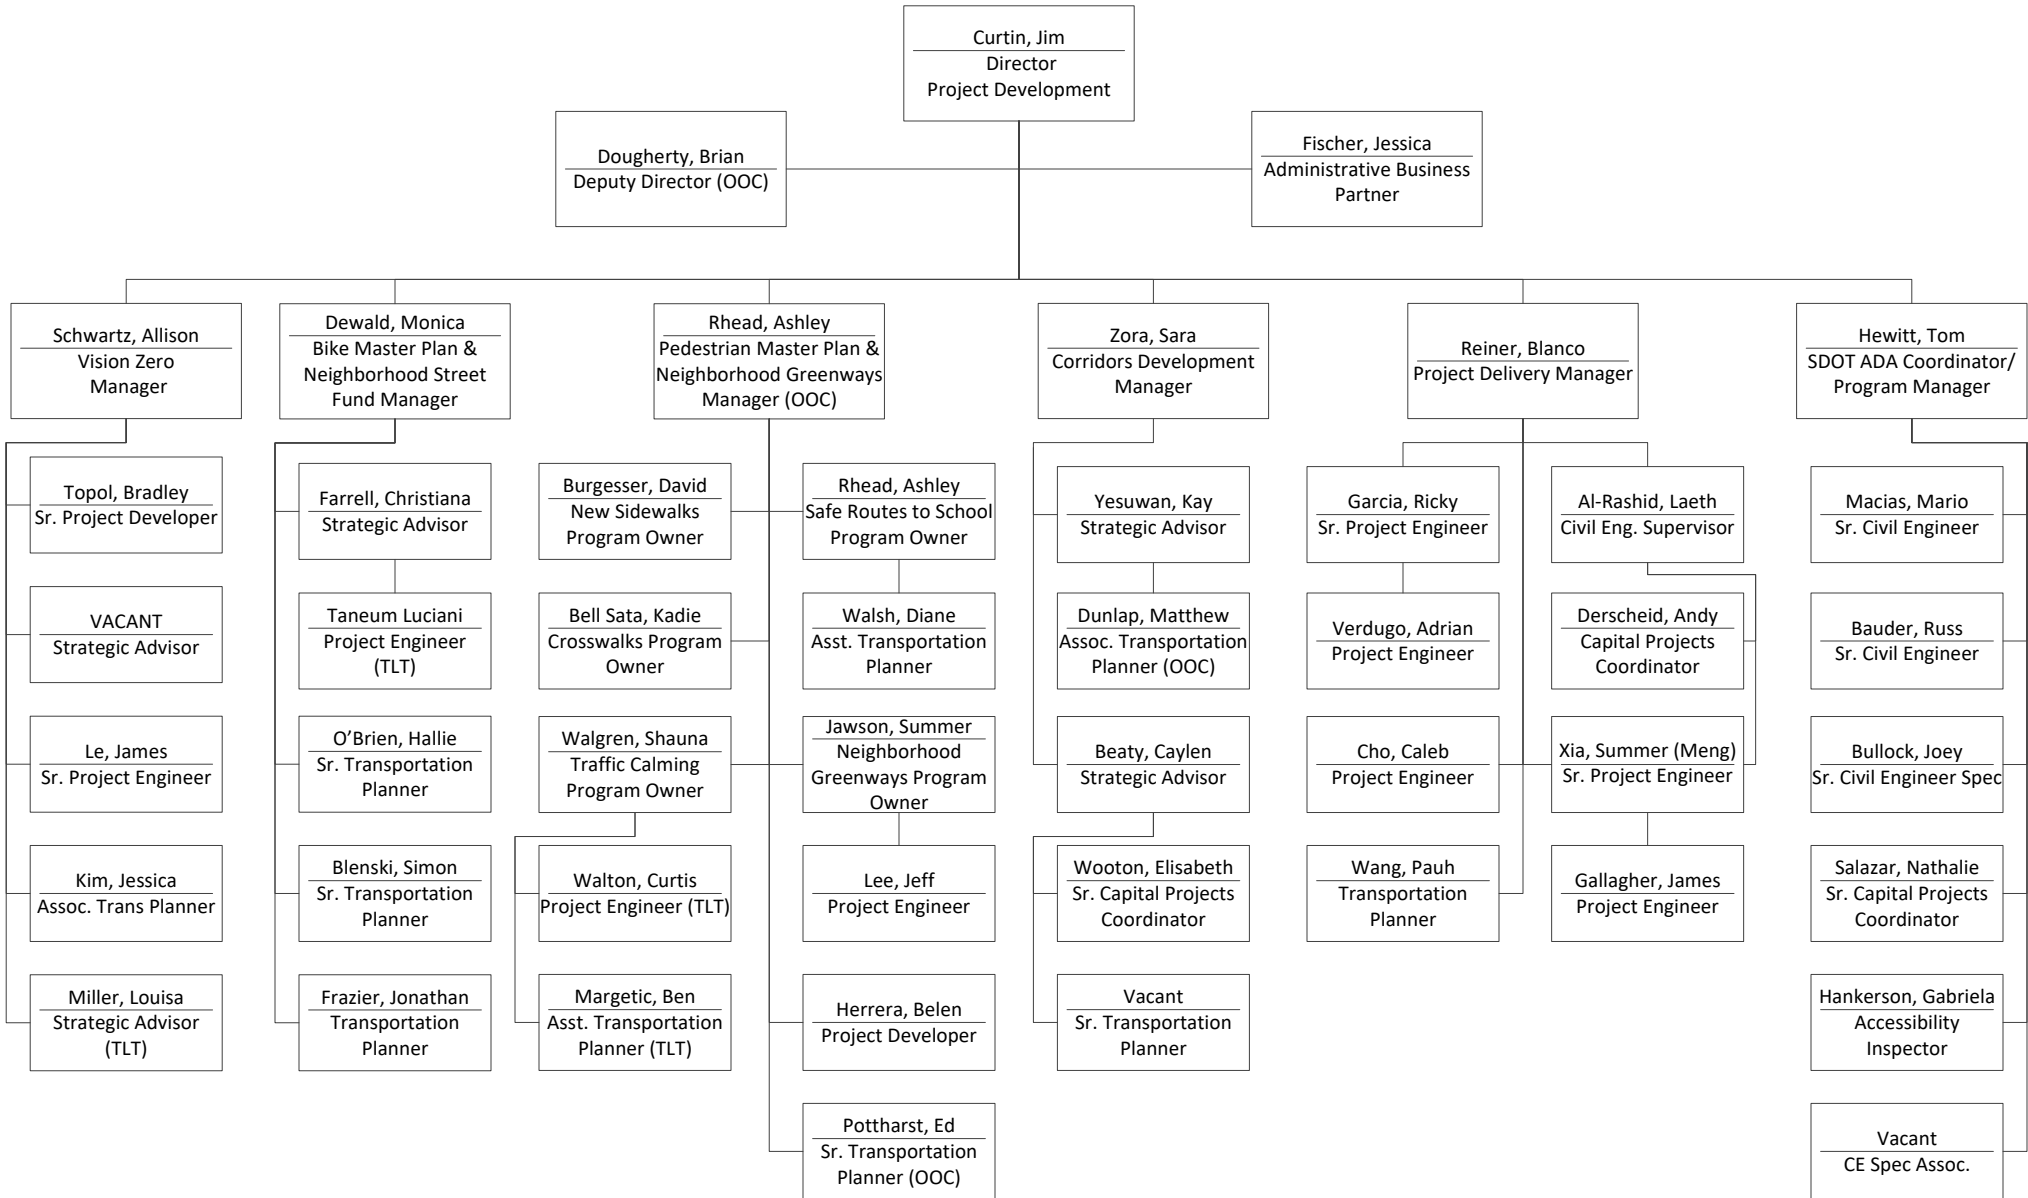 Curtin, Jim
Director
Project Development
Dougherty, Brian
Deputy Director (OOC)
Fischer, Jessica
Administrative Business
Partner
Schwartz, Allison
Vision Zero
Manager
Dewald, Monica
Bike Master Plan &
Neighborhood Street
Fund Manager
Rhead, Ashley
Pedestrian Master Plan &
Neighborhood Greenways
Manager (OOC)
Zora, Sara
Corridors Development
Manager
Reiner, Blanco
Project Delivery Manager
Hewitt, Tom
SDOT ADA Coordinator/
Program Manager
Topol, Bradley
Sr. Project Developer
VACANT
Strategic Advisor
Le, James
Sr. Project Engineer
Kim, Jessica
Assoc. Trans Planner
Miller, Louisa
Strategic Advisor
(TLT)
Farrell, Christiana
Strategic Advisor
Taneum Luciani
Project Engineer
(TLT)
O’Brien, Hallie
Sr. Transportation
Planner
Blenski, Simon
Sr. Transportation
Planner
Frazier, Jonathan
Transportation
Planner
Burgesser, David
New Sidewalks
Program Owner
Bell Sata, Kadie
Crosswalks Program
Owner
Walgren, Shauna
Traffic Calming
Program Owner
Walton, Curtis
Project Engineer (TLT)
Margetic, Ben
Asst. Transportation
Planner (TLT)
Rhead, Ashley
Safe Routes to School
Program Owner
Walsh, Diane
Asst. Transportation
Planner
Jawson, Summer
Neighborhood
Greenways Program
Owner
Lee, Jeff
Project Engineer
Herrera, Belen
Project Developer
Pottharst, Ed
Sr. Transportation
Planner (OOC)
Yesuwan, Kay
Strategic Advisor
Dunlap, Matthew
Assoc. Transportation
Planner (OOC)
Beaty, Caylen
Strategic Advisor
Wooton, Elisabeth
Sr. Capital Projects
Coordinator
Vacant
Sr. Transportation
Planner
Garcia, Ricky
Sr. Project Engineer
Verdugo, Adrian
Project Engineer
Cho, Caleb
Project Engineer
Wang, Pauh
Transportation
Planner
Al-Rashid, Laeth
Civil Eng. Supervisor
Derscheid, Andy
Capital Projects
Coordinator
Xia, Summer (Meng)
Sr. Project Engineer
Gallagher, James
Project Engineer
Macias, Mario
Sr. Civil Engineer
Bauder, Russ
Sr. Civil Engineer
Bullock, Joey
Sr. Civil Engineer Spec
Salazar, Nathalie
Sr. Capital Projects
Coordinator
Hankerson, Gabriela
Accessibility
Inspector
Vacant
CE Spec Assoc.